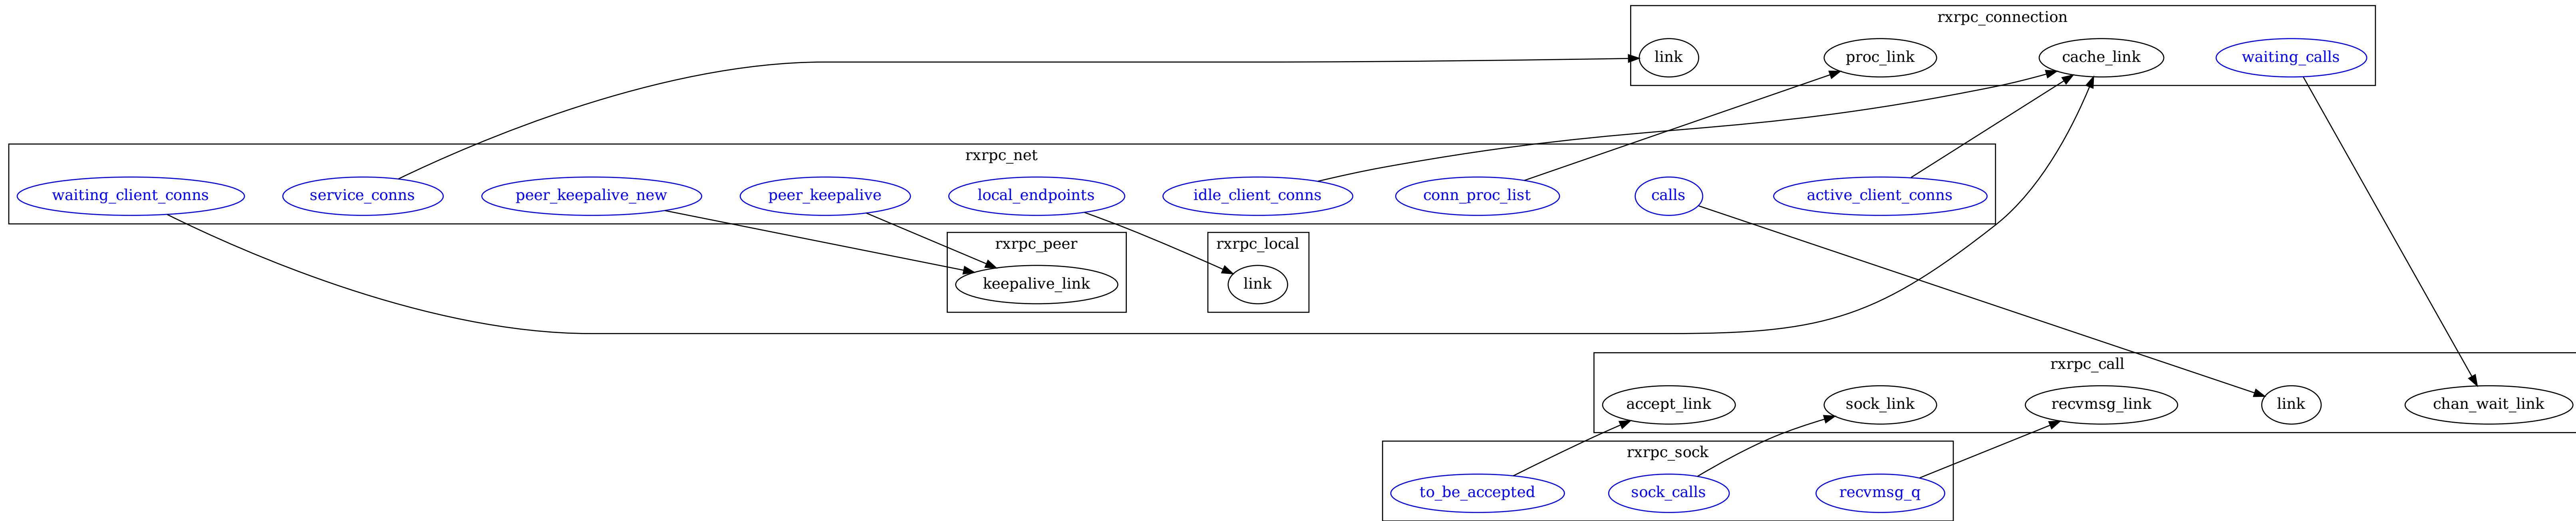 rxrpc_connection
link
proc_link
cache_link
waiting_calls
rxrpc_net
waiting_client_conns
service_conns
peer_keepalive_new
peer_keepalive
local_endpoints
idle_client_conns
conn_proc_list
calls
active_client_conns
rxrpc_peer
keepalive_link
rxrpc_local
link
rxrpc_call
accept_link
sock_link
recvmsg_link
link
chan_wait_link
rxrpc_sock
to_be_accepted
sock_calls
recvmsg_q